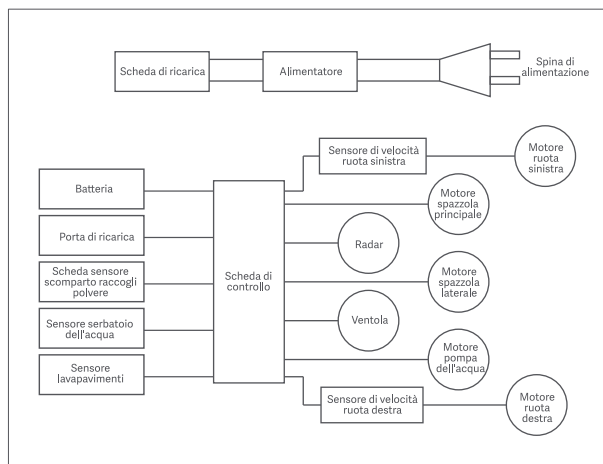 Scheda di ricarica
Alimentatore
Spina di
alimentazione
Sensore di velocità
ruota sinistra
Motore
ruota
sinistra
Batteria
Motore
spazzola
principale
Porta di ricarica
Radar
Scheda sensore
scomparto raccogli
polvere
Scheda di
controllo
Motore
spazzola
laterale
Sensore serbatoio
dell'acqua
Ventola
Sensore
lavapavimenti
Motore
pompa
dell'acqua
Sensore di velocità
ruota destra
Motore
ruota
destra